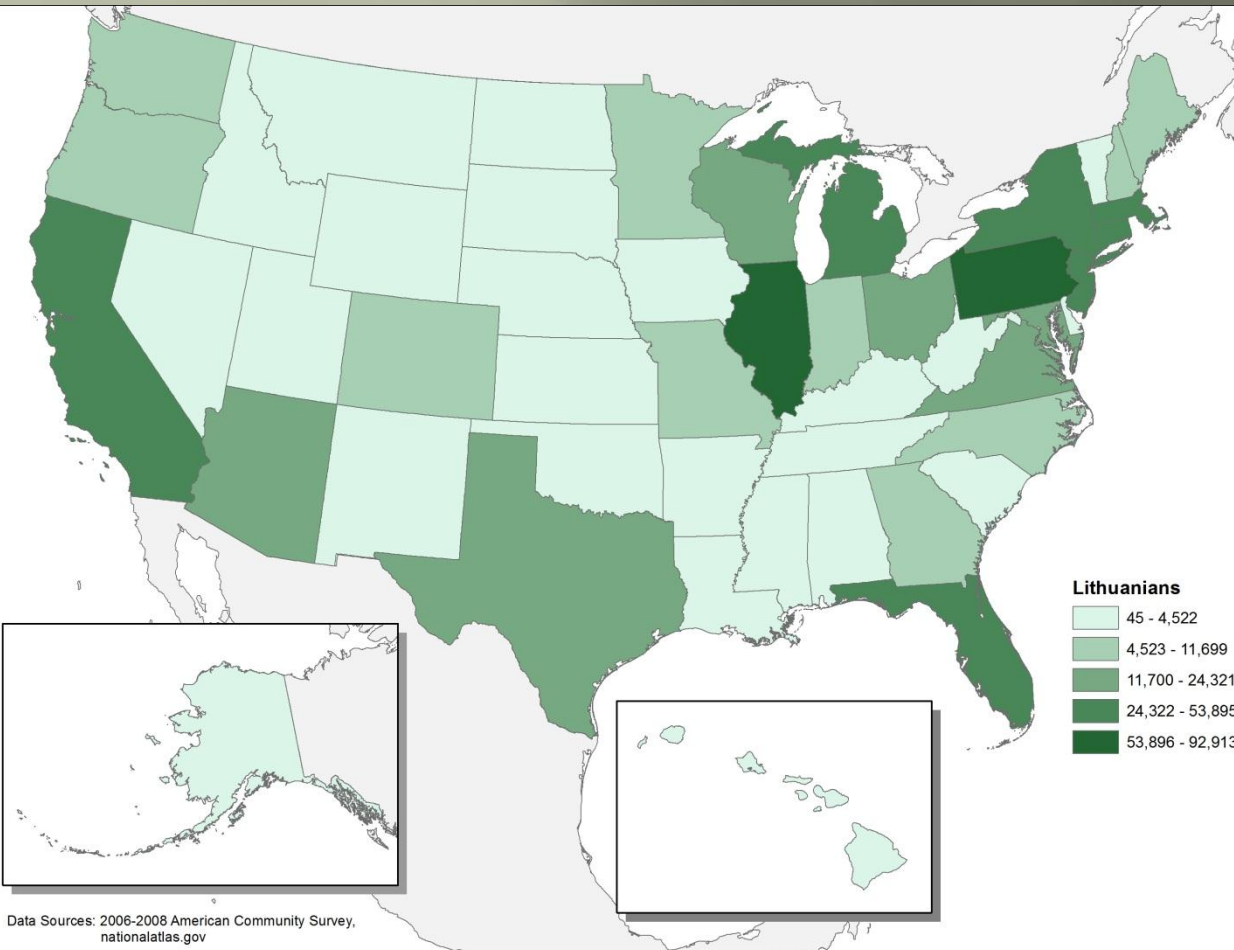 Lithuanians
45 - 4,522
4,523 - 11,699
11,700 - 24,321
24,322 - 53,895
53,896 - 92,913
Data Sources: 2006-2008 American Community Survey,
nationalatlas.gov